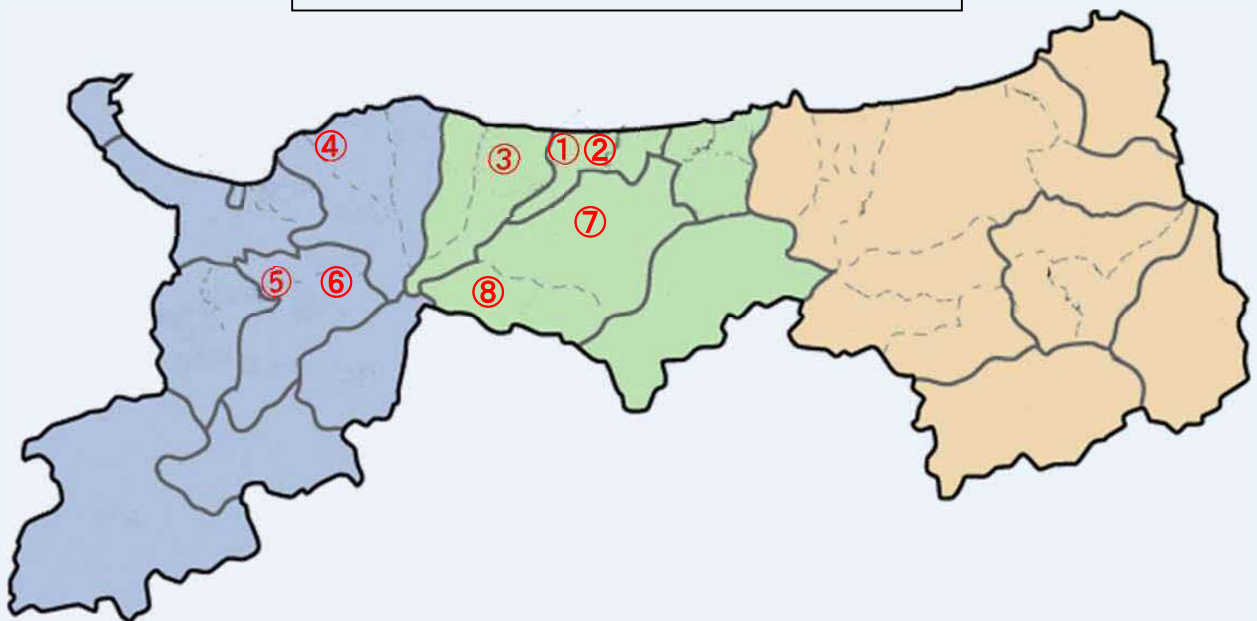 ④ ③ ① ②
⑦
⑤ ⑥ ⑧